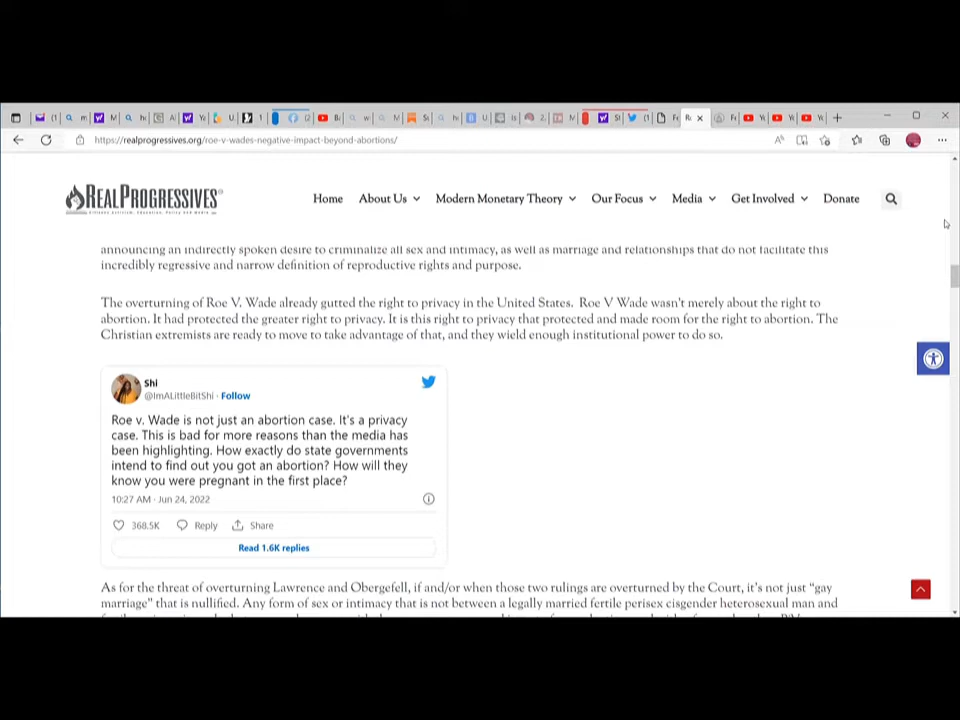 https://realprogressives.org/roe-v-wades-negative-impact-beyond-abortions/
REALPROGRESSIVES
Home About Us Modern Monetary Theory Our Focus Media Get Involved Donate
announcing an indirectly spoken desire to criminalize all sex and intimacy, as well as marriage and relationships that do not facilitate this
incredibly regressive and narrow definition of reproductive rights and purpose.
The overturning of Roe V. Wade already gutted the right to privacy in the United States. Roe V Wade wasn't merely about the right to
abortion. It had protected the greater right to privacy. It is this right to privacy that protected and made room for the right to abortion. The
Christian extremists are ready to move to take advantage of that, and they wield enough institutional power to do so.
Shi
@ImALittleBitShi · Follow
Roe v. Wade is not just an abortion case. It's a privacy
case. This is bad for more reasons than the media has
been highlighting. How exactly do state governments
intend to find out you got an abortion? How will they
know you were pregnant in the first place?
10:27 AM · Jun 24, 2022
368.5K Reply Share
Read 1.6K replies
As for the threat of overturning Lawrence and Obergefell, if and/or when those two rulings are overturned by the Court, it's not just "gay
marriage" that is nullified. Any form of sex or intimacy that is not between a legally married fertile perisex cisgender heterosexual man and